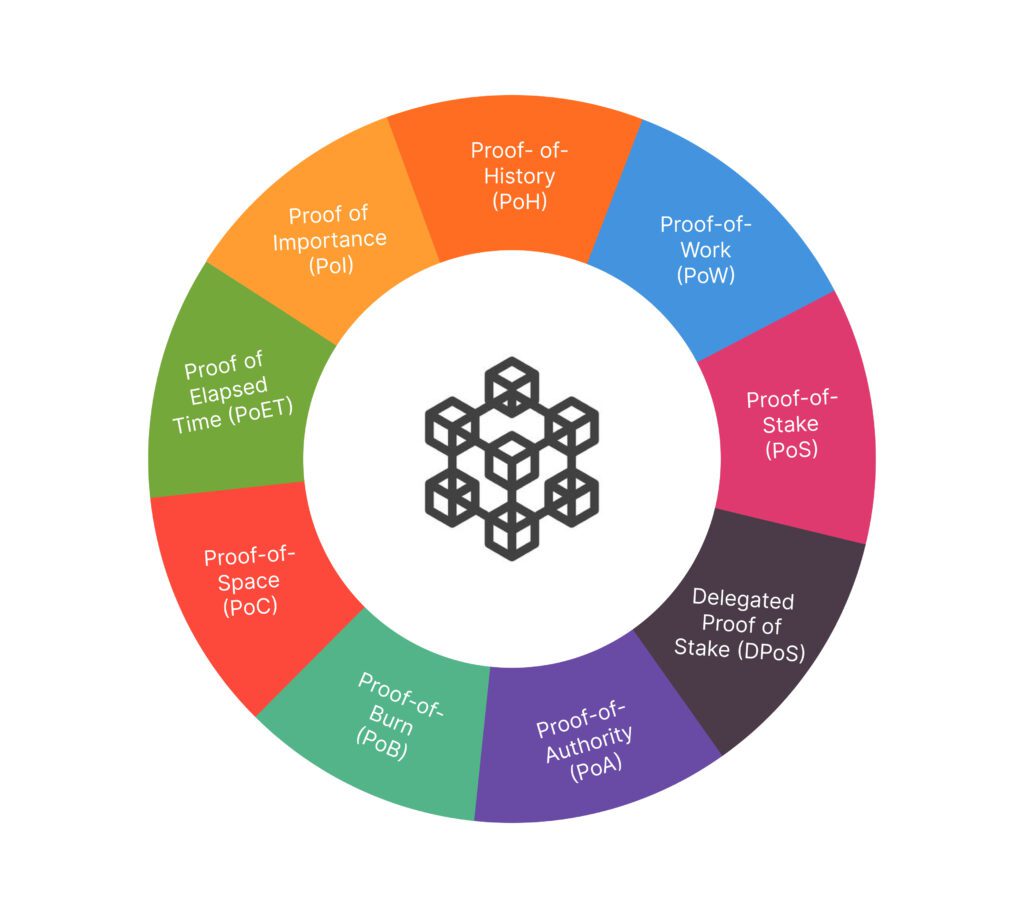 Proof- of-
History
(PoH)
Proof-of-
Work
(PoW)
Proof-of-
Stake
(PoS)
Delegated
Proof of
Stake (DPoS)
Proof-of-
Authority
(PoA)
Proof-of-
Burn
(PoB)
Proof-of-
Space
(PoC)
Proof of
Elapsed
Time (PoET)
Proof of
Importance
(PoI)